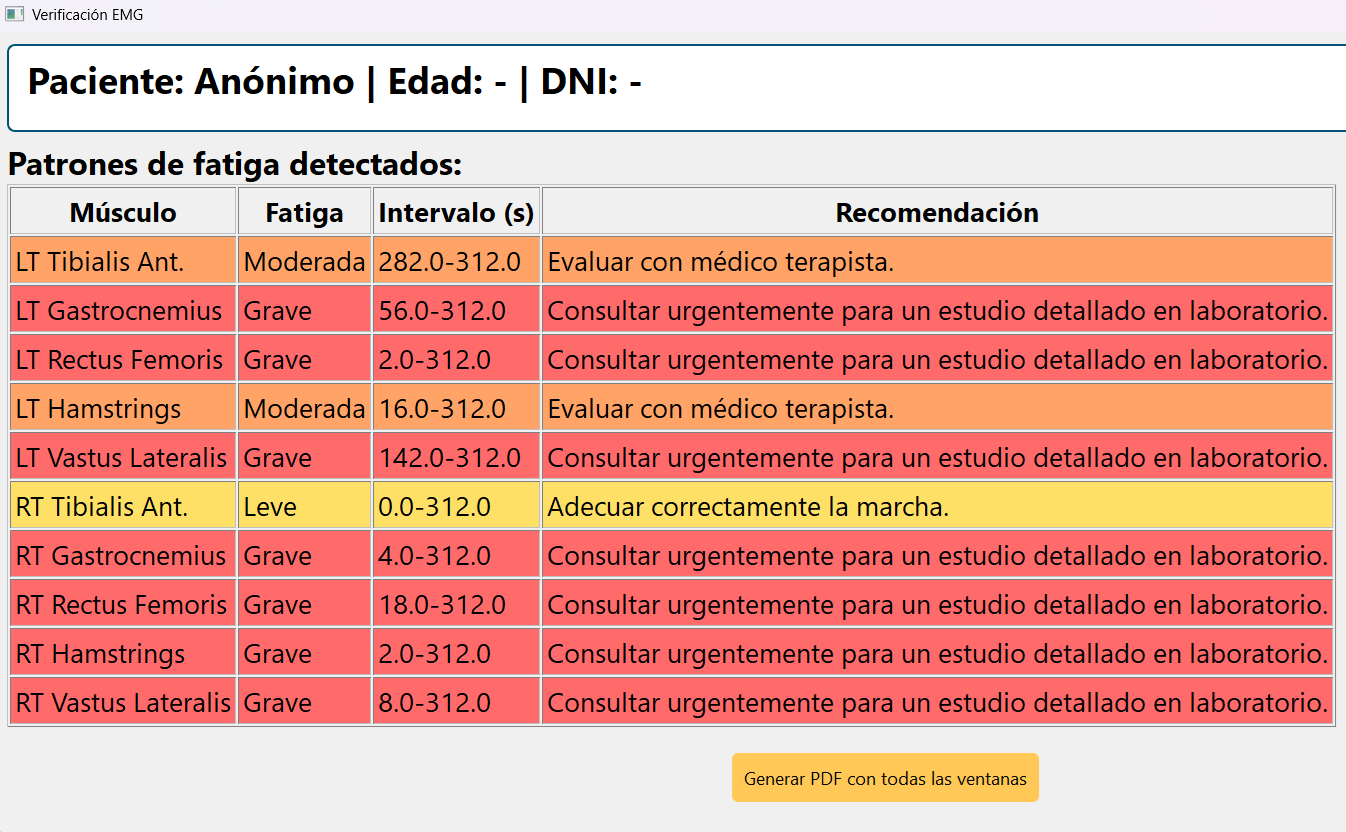 Verificación EMG
Paciente: Anónimo | Edad: - | DNI: -
Patrones de fatiga detectados:
Músculo Fatiga Intervalo (s) Recomendación
LT Tibialis Ant. Moderada 282.0-312.0 Evaluar con médico terapista.
LT Gastrocnemius Grave 56.0-312.0 Consultar urgentemente para un estudio detallado en laboratorio.
LT Rectus Femoris Grave 2.0-312.0 Consultar urgentemente para un estudio detallado en laboratorio.
LT Hamstrings Moderada 16.0-312.0 Evaluar con médico terapista.
LT Vastus Lateralis Grave 142.0-312.0 Consultar urgentemente para un estudio detallado en laboratorio.
RT Tibialis Ant. Leve 0.0-312.0 Adecuar correctamente la marcha.
RT Gastrocnemius Grave 4.0-312.0 Consultar urgentemente para un estudio detallado en laboratorio.
RT Rectus Femoris Grave 18.0-312.0 Consultar urgentemente para un estudio detallado en laboratorio.
RT Hamstrings Grave 2.0-312.0 Consultar urgentemente para un estudio detallado en laboratorio.
RT Vastus Lateralis Grave 8.0-312.0 Consultar urgentemente para un estudio detallado en laboratorio.
Generar PDF con todas las ventanas